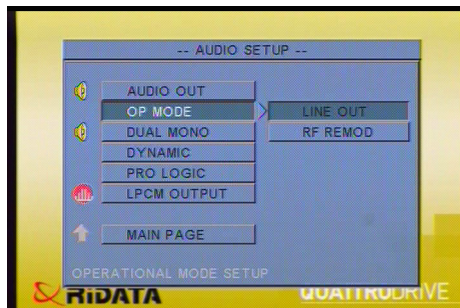 -- AUDIO SETUP --
AUDIO OUT
OP MODE
LINE OUT
DUAL MONO
RF REMOD
DYNAMIC
PRO LOGIC
LPCM OUTPUT
MAIN PAGE
OPERATIONAL MODE SETUP
RiDATA
QUATTRODRIVE